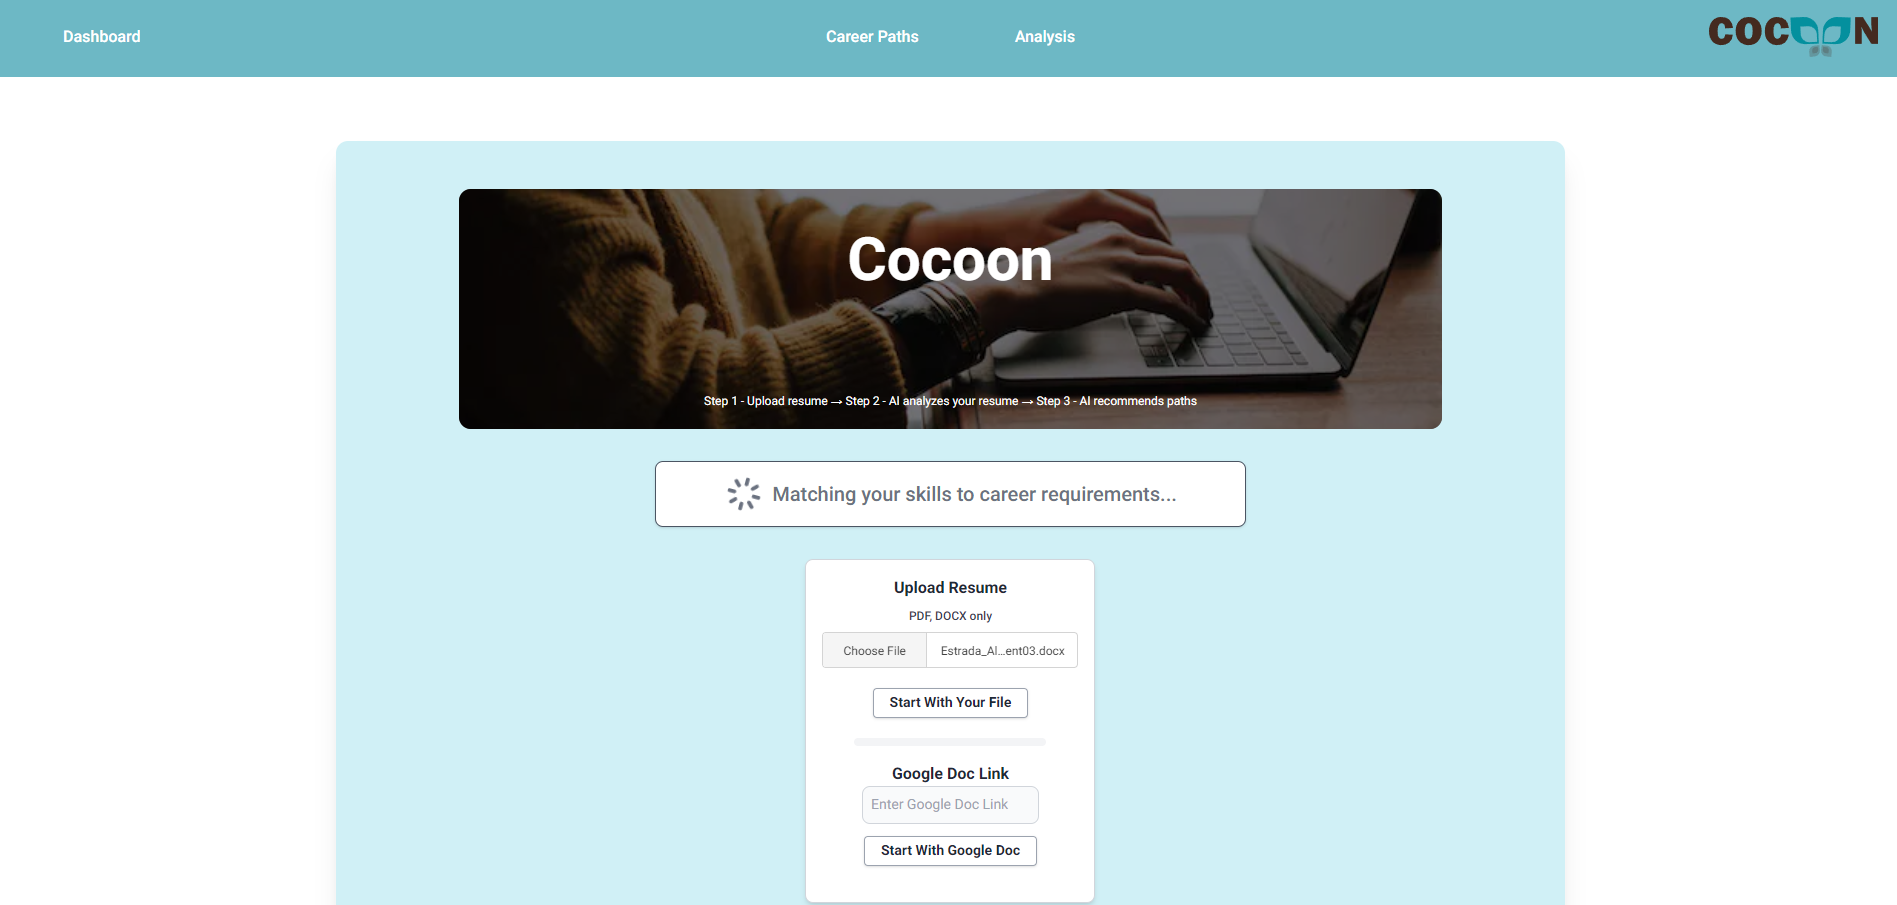 Dashboard
Career Paths
Analysis
COCOON
Cocoon
Step 1 - Upload resume → Step 2 - AI analyzes your resume → Step 3 - AI recommends paths
Matching your skills to career requirements...
Upload Resume
PDF, DOCX only
Choose File
Estrada_Al...ent03.docx
Start With Your File
Google Doc Link
Enter Google Doc Link
Start With Google Doc